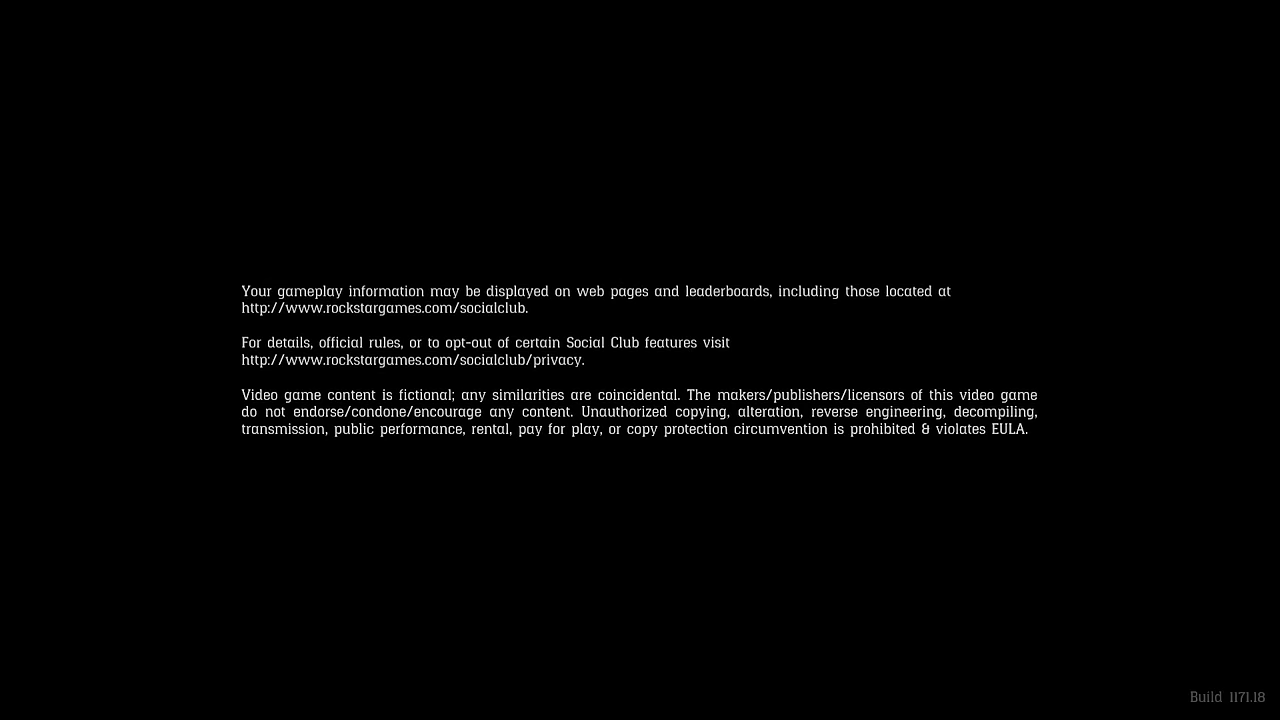 Your gameplay information may be displayed on web pages and leaderboards, including those located at
http://www.rockstargames.com/socialclub.
For details, official rules, or to opt-out of certain Social Club features visit
http://www.rockstargames.com/socialclub/privacy.
Video game content is fictional; any similarities are coincidental. The makers/publishers/licensors of this video game
do not endorse/condone/encourage any content. Unauthorized copying, alteration, reverse engineering, decompiling,
transmission, public performance, rental, pay for play, or copy protection circumvention is prohibited & violates EULA.
Build 1171.18